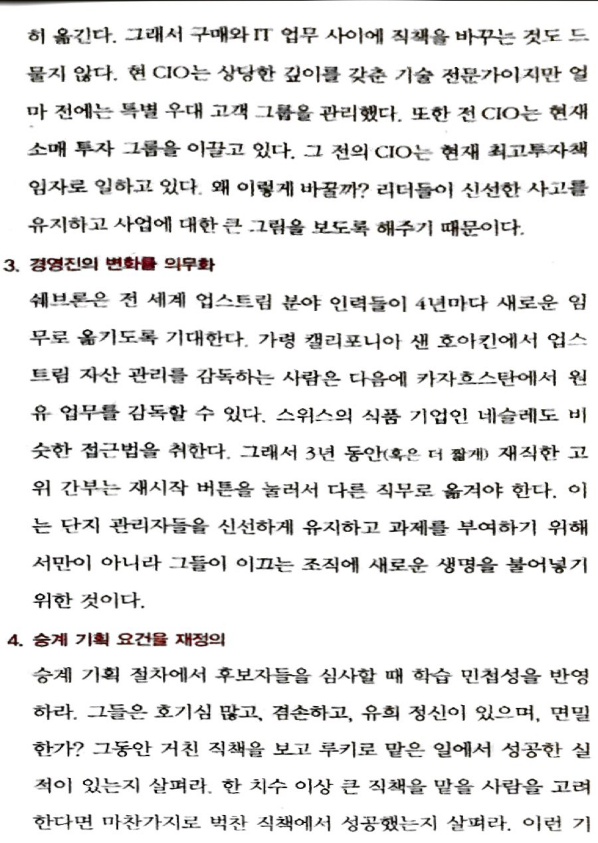 히 옮긴다. 그래서 구매와 IT 업무 사이에 직책을 바꾸는 것도 드
물지 않다. 현 CIO는 상당한 깊이를 갖춘 기술 전문가이지만 얼
마 전에는 특별 우대 고객 그룹을 관리했다. 또한 전 CIO는 현재
소매 투자 그룹을 이끌고 있다. 그 전의 CIO는 현재 최고투자책
임자로 일하고 있다. 왜 이렇게 바꿀까? 리더들이 신선한 사고를
유지하고 사업에 대한 큰 그림을 보도록 해주기 때문이다.
3. 경영진의 변화를 의무화
쉐브론은 전 세계 업스트림 분야 인력들이 4년마다 새로운 임
무로 옮기도록 기대한다. 가령 캘리포니아 샌 호아킨에서 업스
트림 자산 관리를 감독하는 사람은 다음에 카자흐스탄에서 원
유 업무를 감독할 수 있다. 스위스의 식품 기업인 네슬레도 비
슷한 접근법을 취한다. 그래서 3년 동안(혹은 더 짧게) 재직한 고
위 간부는 재시작 버튼을 눌러서 다른 직무로 옮겨야 한다. 이
는 단지 관리자들을 신선하게 유지하고 과제를 부여하기 위해
서만이 아니라 그들이 이끄는 조직에 새로운 생명을 불어넣기
위한 것이다.
4. 승계 기획 요건을 재정의
승계 기획 절차에서 후보자들을 심사할 때 학습 민첩성을 반영
하라. 그들은 호기심 많고, 겸손하고, 유희 정신이 있으며, 면밀
한가? 그동안 거친 직책을 보고 루키로 맡은 일에서 성공한 실
적이 있는지 살펴라. 한 치수 이상 큰 직책을 맡을 사람을 고려
한다면 마찬가지로 벅찬 직책에서 성공했는지 살펴라. 이런 기